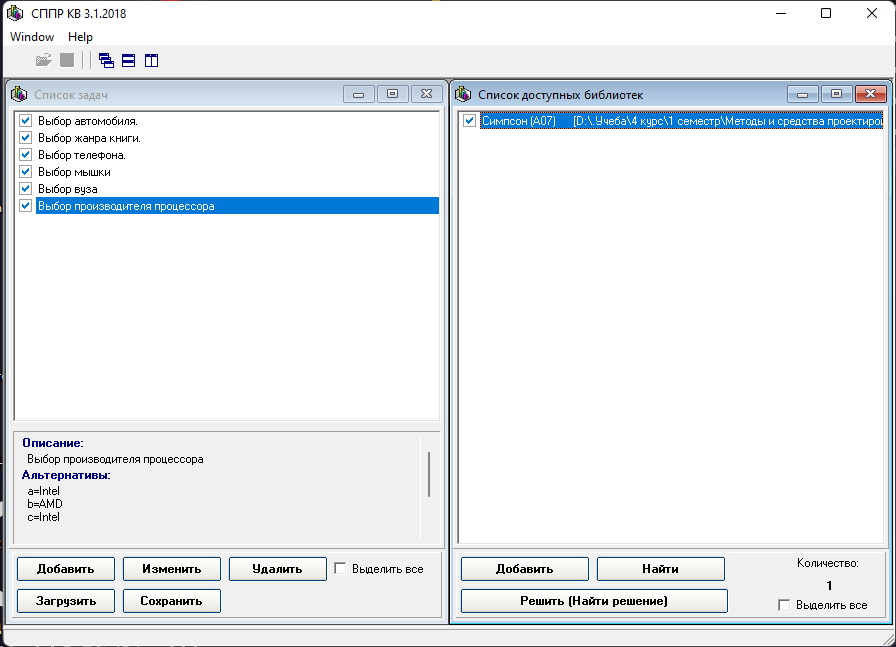 СППР КВ 3.1.2018
Window Help
Список задач
Выбор автомобиля.
Выбор жанра книги.
Выбор телефона.
Выбор мышки
Выбор вуза
Выбор производителя процессора
Описание:
Выбор производителя процессора
Альтернативы:
a=Intel
b=AMD
c=Intel
Добавить Изменить Удалить Выделить все
Загрузить Сохранить
Список доступных библиотек
Симпсон (А07) [D:\.Учеба\4 курс\1 семестр\Методы и средства проектиров
Добавить Найти
Количество:
1
Решить (Найти решение)
Выделить все